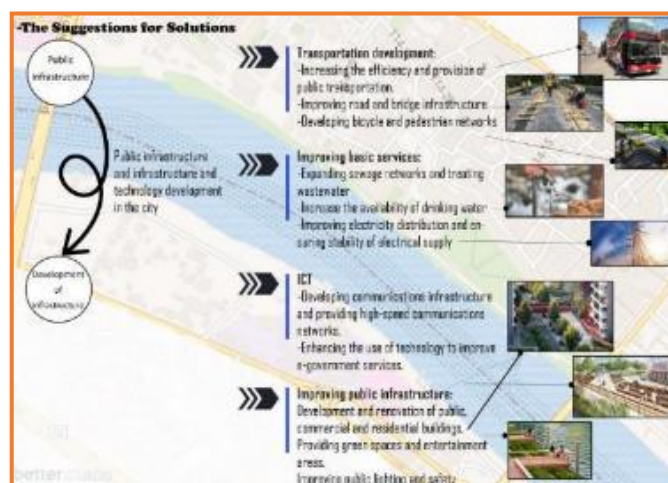 -The Suggestions for Solutions
Public
Infrastructure
Public infrastructure
and infrastructure and
technology development
in the city
Development
of
Infrastructure
Transportation development:
-Increasing the efficiency and provision of
public transportation.
-Improving road and bridge infrastructure
-Developing bicycle and pedestrian networks
Improving basic services:
-Expanding sewage networks and treating
wastewater
-Increase the availability of drinking water
-Improving electricity distribution and en-
suring stability of electrical supply
ICT
-Developing communications infrastructure
and providing high-speed communications
networks.
-Enhancing the use of technology to improve
e-government services.
Improving public infrastructure:
Development and renovation of public,
commercial and residential buildings.
Providing green spaces and entertainment
areas.
Improving public lighting and safety